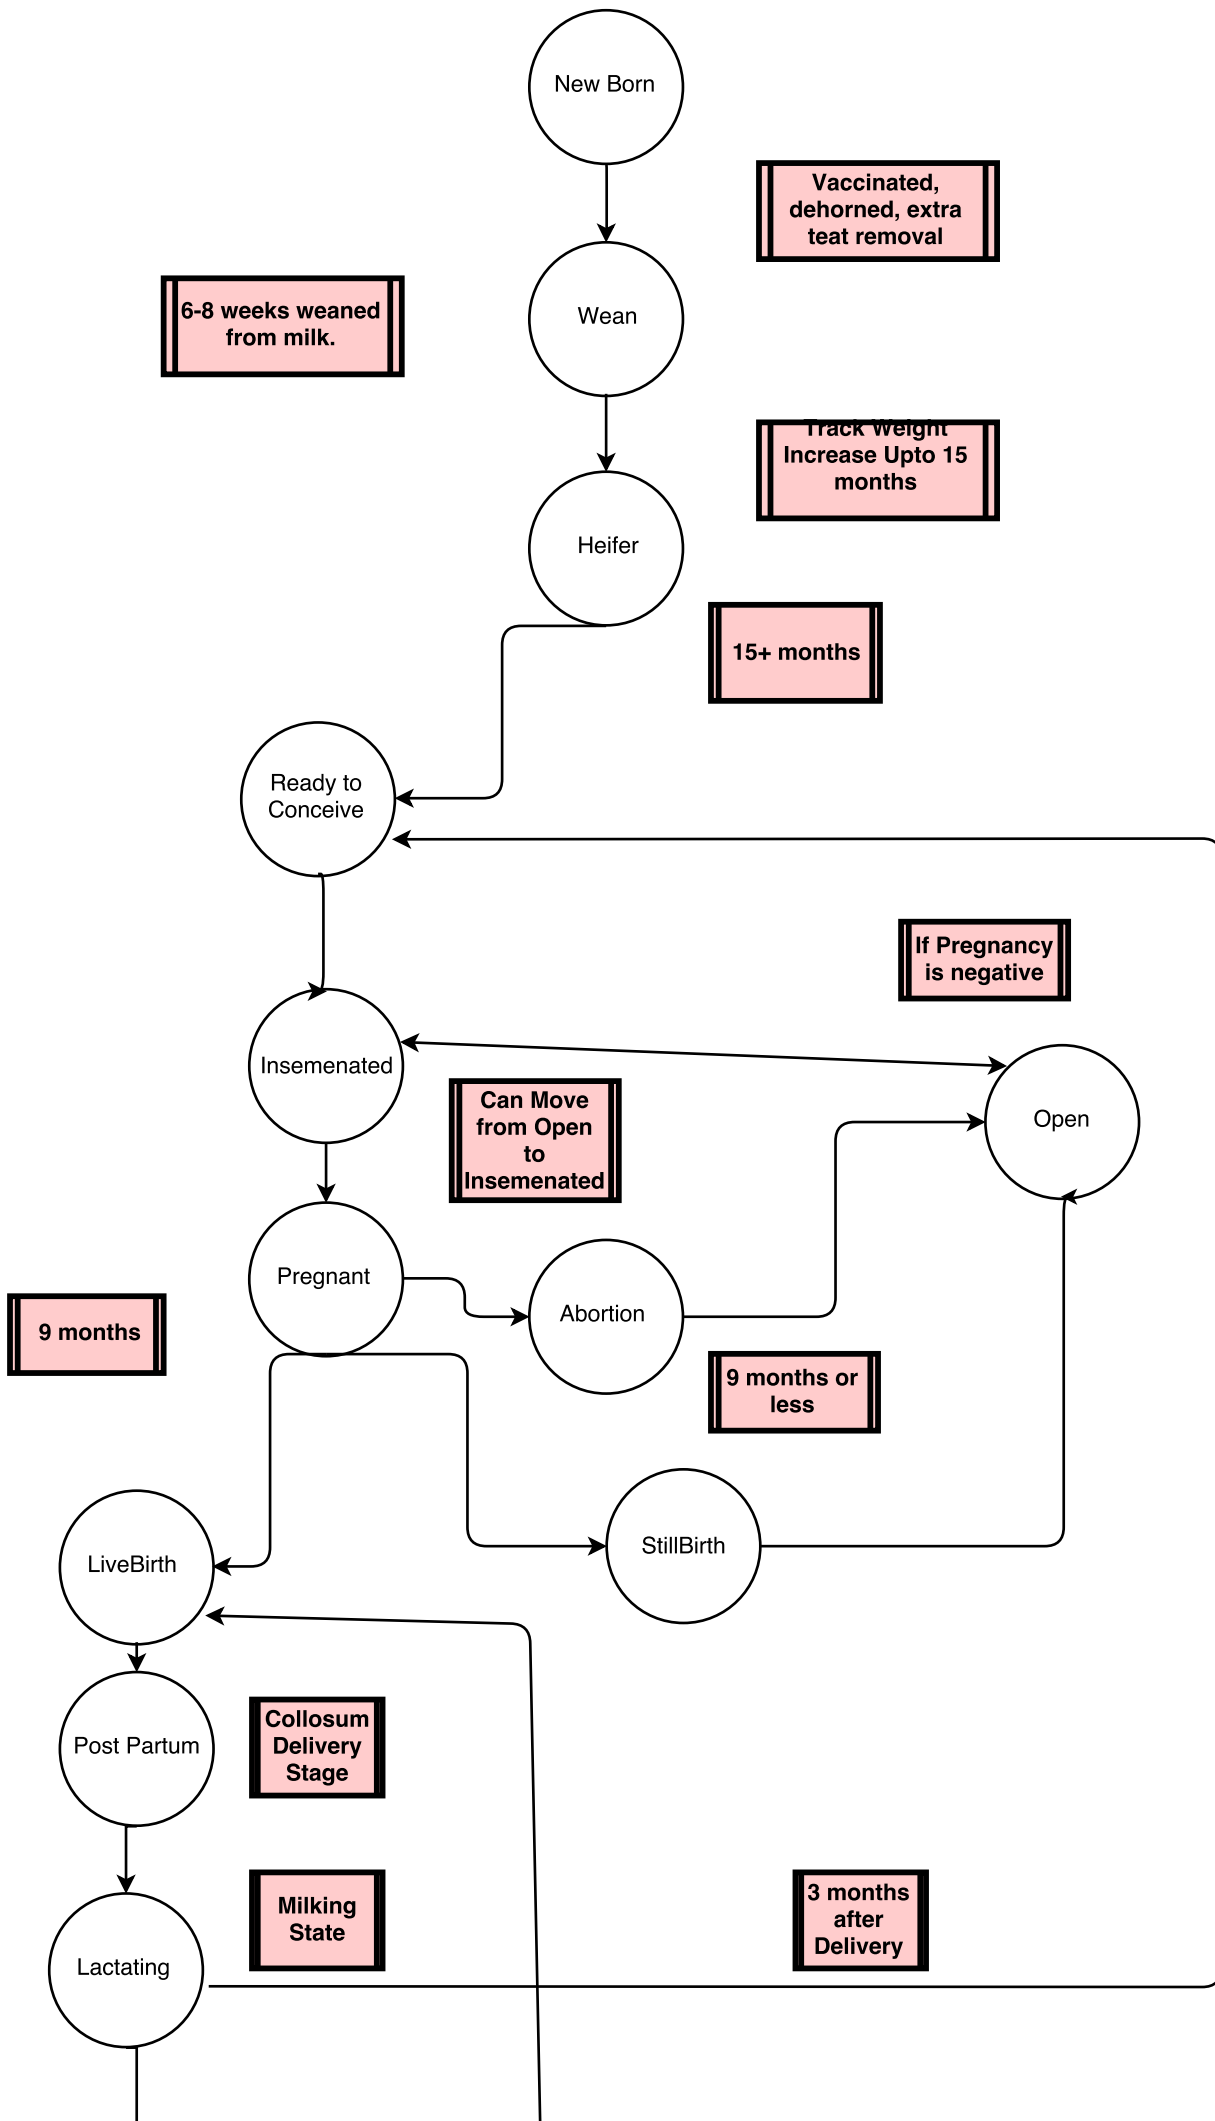 New Born
Vaccinated,
dehorned, extra
teat removal
6-8 weeks weaned
from milk.
Wean
Track Weight
Increase Upto 15
months
Heifer
15+ months
Ready to
Conceive
If Pregnancy
is negative
Insemenated
Can Move
from Open
to
Insemenated
Open
Pregnant
Abortion
9 months
9 months or
less
StillBirth
LiveBirth
Post Partum
Collosum
Delivery
Stage
Milking
State
3 months
after
Delivery
Lactating